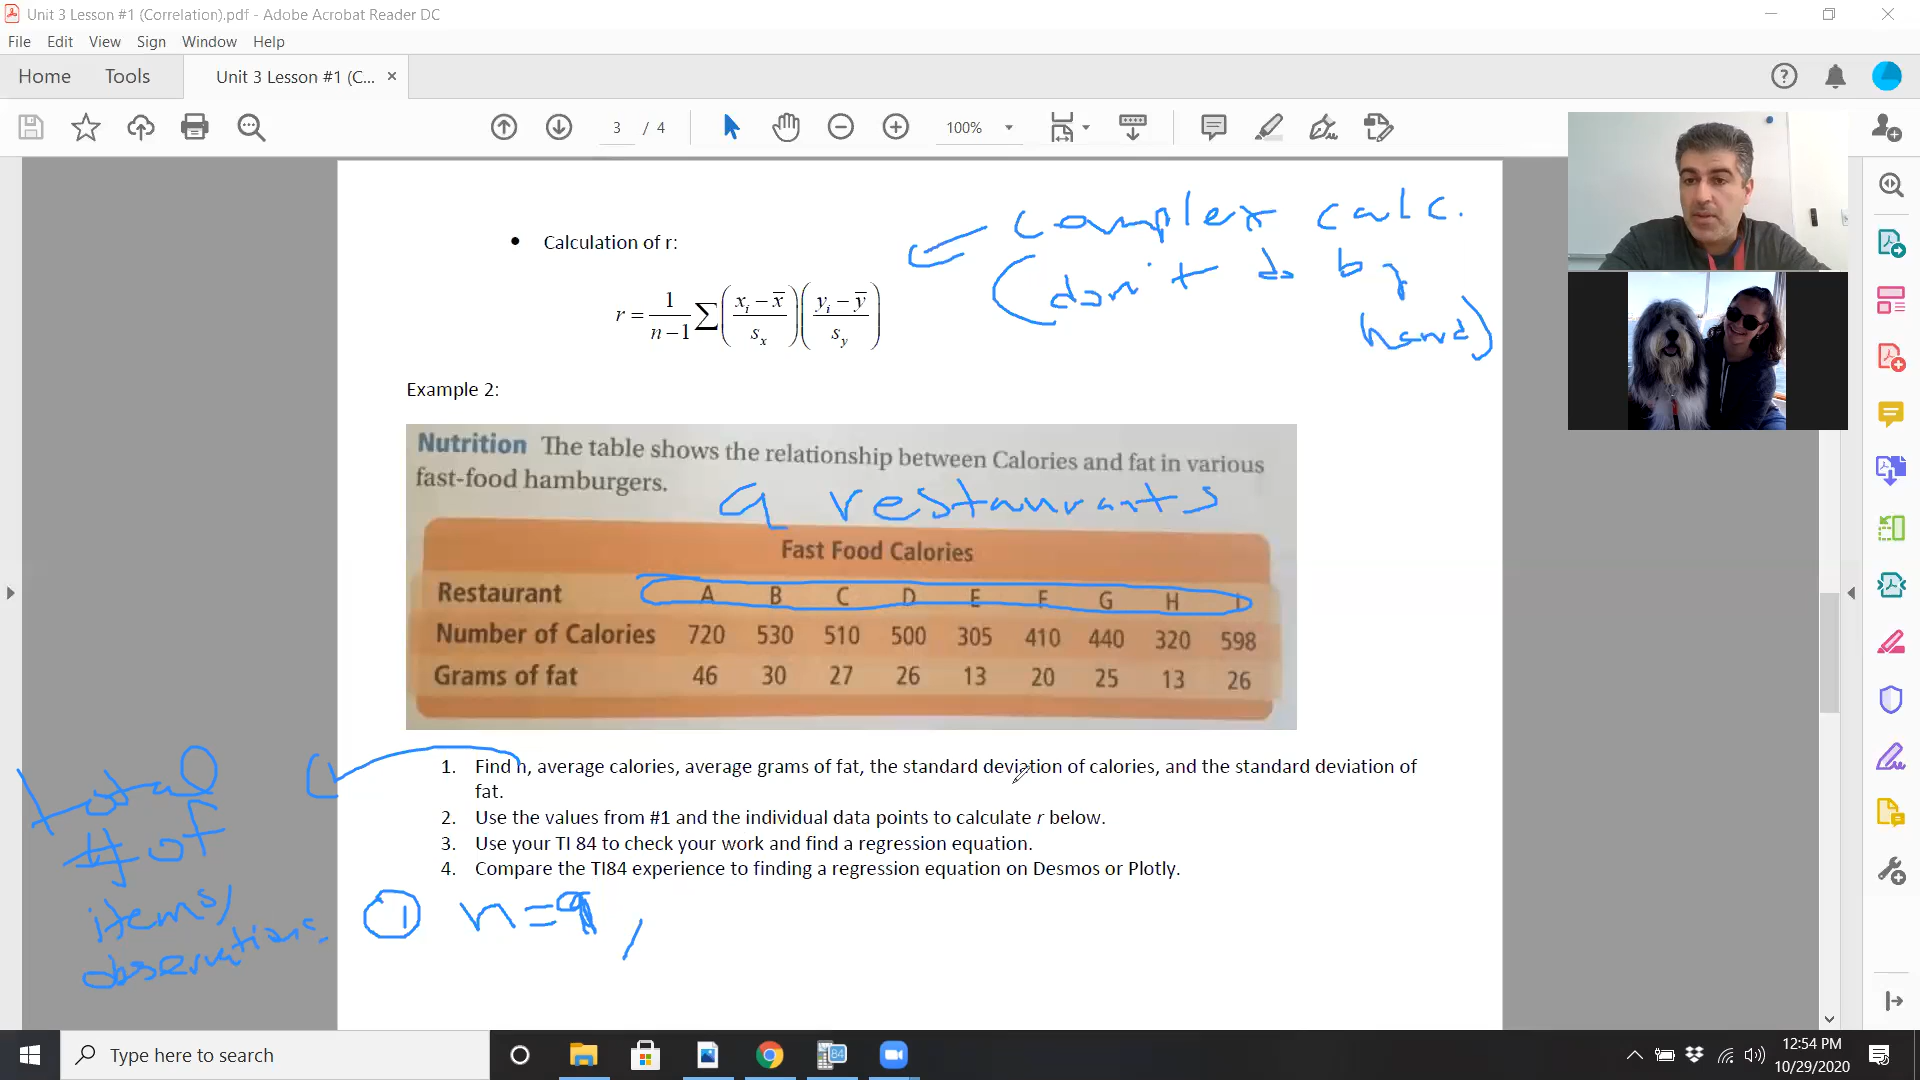 Unit 3 Lesson #1 (Correlation).pdf - Adobe Acrobat Reader DC
File Edit View Sign Window Help
Home Tools Unit 3 Lesson #1 (C... ×
3 / 4 100%
complex calc.
(don't do by
hand)
• Calculation of r:
r = 1/(n−1) ∑ ((xᵢ − x̅)/sₓ) ((yᵢ − y̅)/s_y)
Example 2:
Nutrition The table shows the relationship between Calories and fat in various
fast-food hamburgers.
9 restaurants
Fast Food Calories
Restaurant A B C D E F G H I
Number of Calories 720 530 510 500 305 410 440 320 598
Grams of fat 46 30 27 26 13 20 25 13 26
1. Find n, average calories, average grams of fat, the standard deviation of calories, and the standard deviation of
fat.
2. Use the values from #1 and the individual data points to calculate r below.
3. Use your TI 84 to check your work and find a regression equation.
4. Compare the TI84 experience to finding a regression equation on Desmos or Plotly.
total
# of
items/
observations
① n=9,
Type here to search
84
12:54 PM
10/29/2020